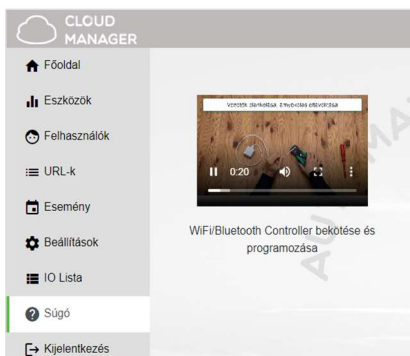 CLOUD
MANAGER
Főoldal
Eszközök
Felhasználók
URL-k
Esemény
Beállítások
IO Lista
Súgó
Kijelentkezés
0:20
WiFi/Bluetooth Controller bekötése és
programozása